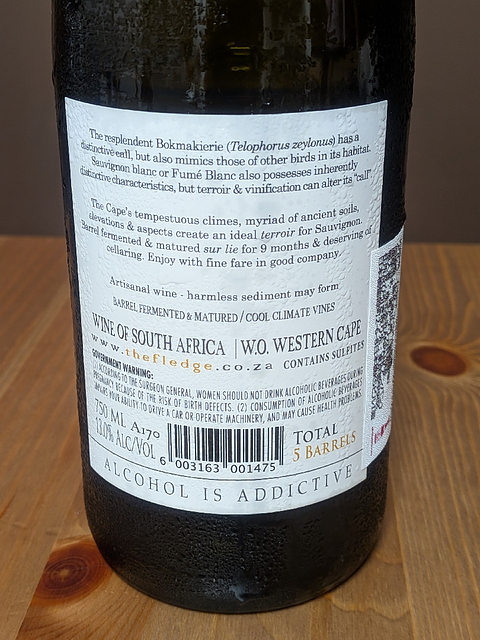 The resplendent Bokmakierie (Telophorus zeylonus) has a
distinctive call, but also mimics those of other birds in its habitat.
Sauvignon blanc or Fumé Blanc also possesses inherently
distinctive characteristics, but terroir & vinification can alter its "call".
The Cape's tempestuous climes, myriad of ancient soils,
elevations & aspects create an ideal terroir for Sauvignon.
Barrel fermented & matured sur lie for 9 months & deserving of
cellaring. Enjoy with fine fare in good company.
Artisanal wine - harmless sediment may form
BARREL FERMENTED & MATURED / COOL CLIMATE VINES
WINE OF SOUTH AFRICA | W.O. WESTERN CAPE
www.thefledge.co.za CONTAINS SULFITES
GOVERNMENT WARNING:
(1) ACCORDING TO THE SURGEON GENERAL, WOMEN SHOULD NOT DRINK ALCOHOLIC BEVERAGES DURING
PREGNANCY BECAUSE OF THE RISK OF BIRTH DEFECTS. (2) CONSUMPTION OF ALCOHOLIC BEVERAGES
IMPAIRS YOUR ABILITY TO DRIVE A CAR OR OPERATE MACHINERY, AND MAY CAUSE HEALTH PROBLEMS.
750 ML A170
13.0% ALC/VOL
6 003163 001475
TOTAL
5 BARRELS
ALCOHOL IS ADDICTIVE